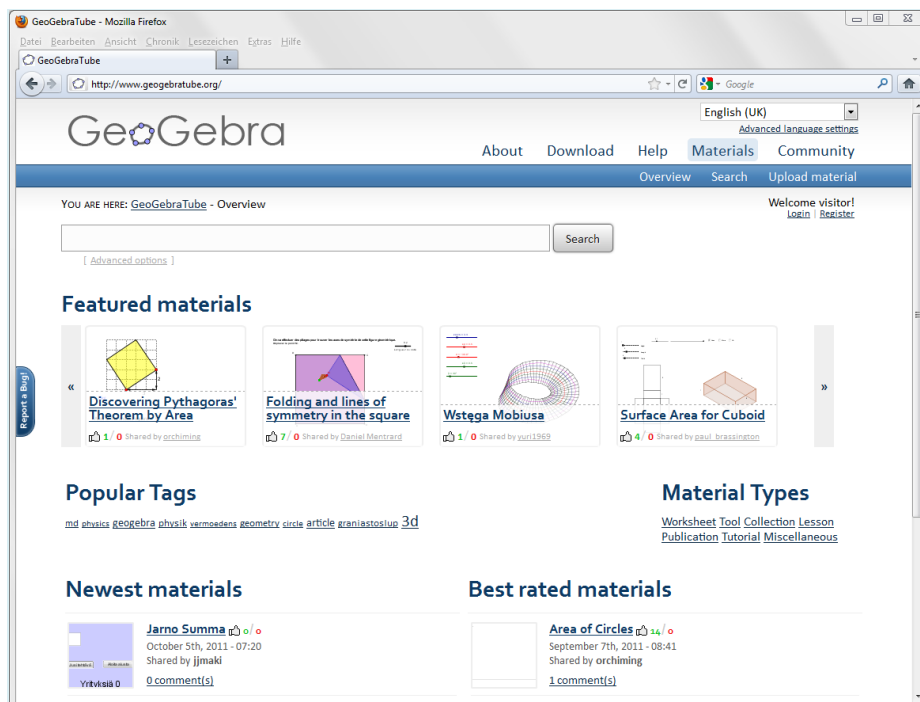 GeoGebraTube - Mozilla Firefox
Datei Bearbeiten Ansicht Chronik Lesezeichen Extras Hilfe
GeoGebraTube
http://www.geogebratube.org/
Google
GeoGebra
English (UK)
Advanced language settings
About Download Help Materials Community
Overview Search Upload material
YOU ARE HERE: GeoGebraTube - Overview
Welcome visitor!
Login | Register
Search
[ Advanced options ]
Featured materials
«
Discovering Pythagoras' Theorem by Area
1 / 0 Shared by orchiming
Folding and lines of symmetry in the square
7 / 0 Shared by Daniel Mentrard
Wstęga Mobiusa
1 / 0 Shared by yuri1969
Surface Area for Cuboid
4 / 0 Shared by paul_brassington
»
Report a Bug!
Popular Tags
md physics geogebra physik vermoedens geometry circle article graniastoslup 3d
Material Types
Worksheet Tool Collection Lesson
Publication Tutorial Miscellaneous
Newest materials
Jarno Summa 0 / 0
October 5th, 2011 - 07:20
Shared by jjmaki
0 comment(s)
Yrityksiä 0
Best rated materials
Area of Circles 14 / 0
September 7th, 2011 - 08:41
Shared by orchiming
1 comment(s)